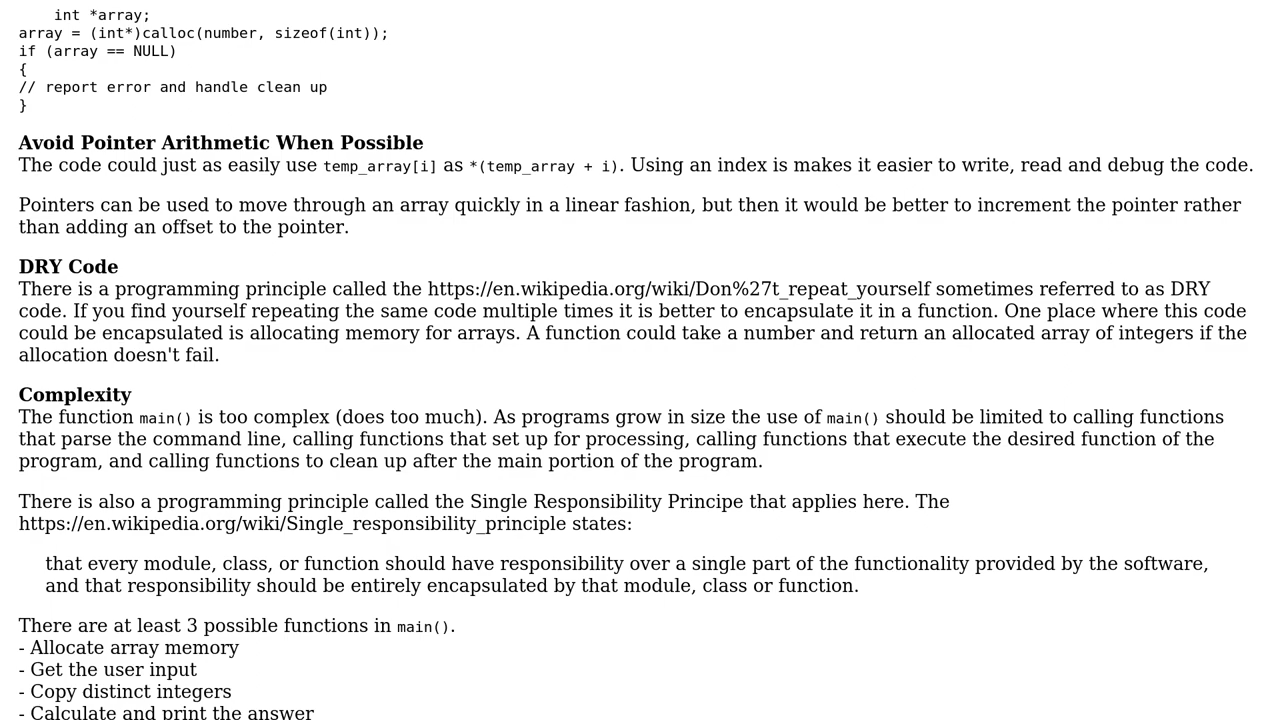 int *array;
array = (int*)calloc(number, sizeof(int));
if (array == NULL)
{
// report error and handle clean up
}
Avoid Pointer Arithmetic When Possible
The code could just as easily use temp_array[i] as *(temp_array + i). Using an index is makes it easier to write, read and debug the code.
Pointers can be used to move through an array quickly in a linear fashion, but then it would be better to increment the pointer rather
than adding an offset to the pointer.
DRY Code
There is a programming principle called the https://en.wikipedia.org/wiki/Don%27t_repeat_yourself sometimes referred to as DRY
code. If you find yourself repeating the same code multiple times it is better to encapsulate it in a function. One place where this code
could be encapsulated is allocating memory for arrays. A function could take a number and return an allocated array of integers if the
allocation doesn't fail.
Complexity
The function main() is too complex (does too much). As programs grow in size the use of main() should be limited to calling functions
that parse the command line, calling functions that set up for processing, calling functions that execute the desired function of the
program, and calling functions to clean up after the main portion of the program.
There is also a programming principle called the Single Responsibility Principe that applies here. The
https://en.wikipedia.org/wiki/Single_responsibility_principle states:
that every module, class, or function should have responsibility over a single part of the functionality provided by the software,
and that responsibility should be entirely encapsulated by that module, class or function.
There are at least 3 possible functions in main().
- Allocate array memory
- Get the user input
- Copy distinct integers
- Calculate and print the answer